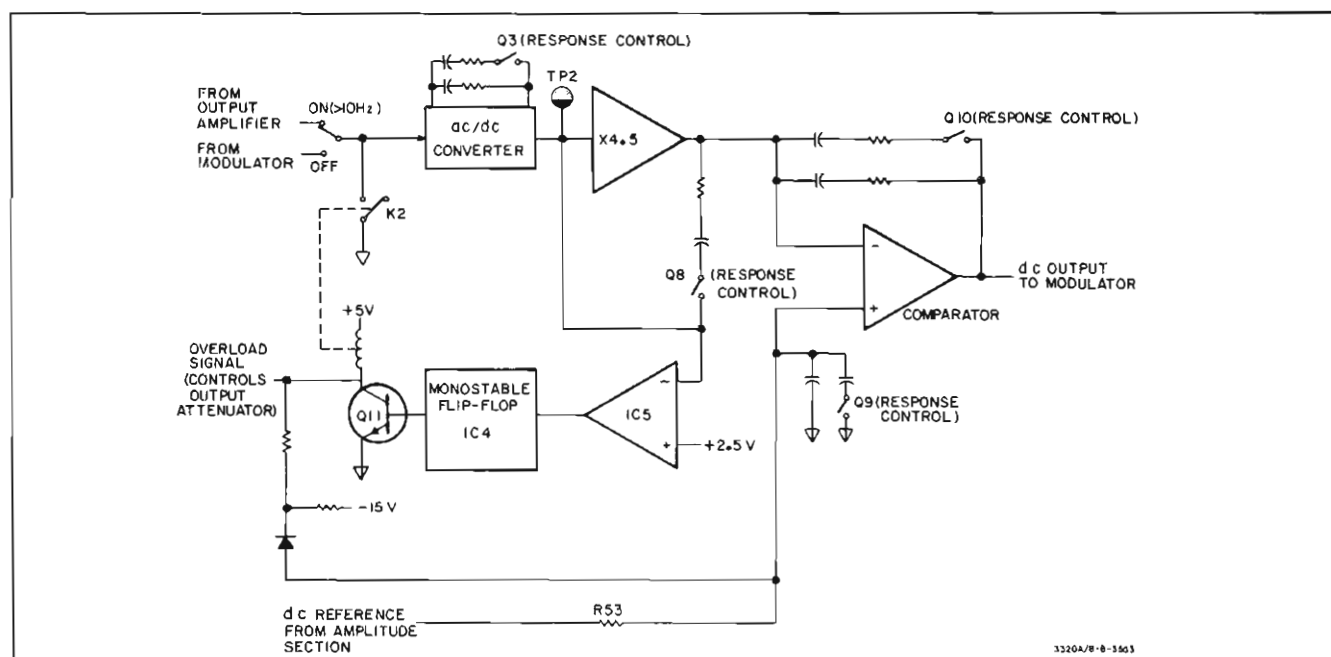 Q3(RESPONSE CONTROL)
TP2
FROM
OUTPUT
AMPLIFIER
ON(>10Hz)
FROM
MODULATOR
OFF
ac/dc
CONVERTER
X4.5
Q10(RESPONSE CONTROL)
K2
Q8 (RESPONSE
CONTROL)
-
+
COMPARATOR
dc OUTPUT
TO MODULATOR
+5V
OVERLOAD
SIGNAL
(CONTROLS
OUTPUT
ATTENUATOR)
Q11
MONOSTABLE
FLIP-FLOP
IC4
-
IC5
+
+2.5V
Q9(RESPONSE
CONTROL)
-15V
dc REFERENCE
FROM AMPLITUDE
SECTION
R53
3320A/B-B-3503